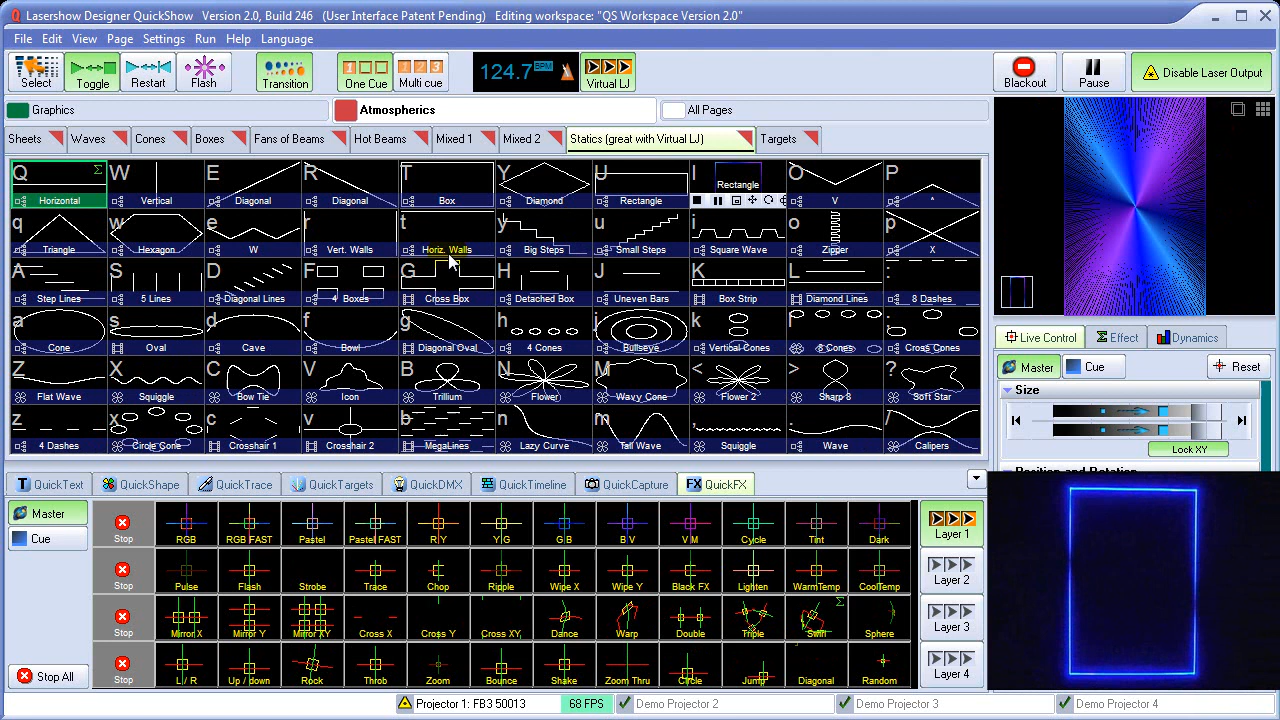 Lasershow Designer QuickShow Version 2.0, Build 246 (User Interface Patent Pending) Editing workspace: "QS Workspace Version 2.0"
File Edit View Page Settings Run Help Language
Select Toggle Restart Flash Transition One Cue Multi cue 124.7 BPM Virtual LJ Blackout Pause Disable Laser Output
Graphics Atmospherics All Pages
Sheets Waves Cones Boxes Fans of Beams Hot Beams Mixed 1 Mixed 2 Statics (great with Virtual LJ) Targets
Q W E R T Y U I O P
Rectangle
Horizontal Vertical Diagonal Diagonal Box Diamond Rectangle V ^
q w e r t y u i o p
Triangle Hexagon W Vert. Walls Horiz. Walls Big Steps Small Steps Square Wave Zipper X
A S D F G H J K L :
Step Lines 5 Lines Diagonal Lines 4 Boxes Cross Box Detached Box Uneven Bars Box Strip Diamond Lines 8 Dashes
a s d f g h j k l ;
Cone Oval Cave Bowl Diagonal Oval 4 Cones Bullseye Vertical Cones 8 Cones Cross Cones
Z X C V B N M < > ?
Flat Wave Squiggle Bow Tie Icon Trillium Flower Wavy Cone Flower 2 Sharp 8 Soft Star
z x c v b n m , . /
4 Dashes Circle Cone Crosshair 1 Crosshair 2 MegaLines Lazy Curve Tall Wave Squiggle Wave Calipers
Live Control Effect Dynamics
Master Cue Reset
Size
Lock XY
Position and Rotation
QuickText QuickShape QuickTrace QuickTargets QuickDMX QuickTimeline QuickCapture FX QuickFX
Master
Cue
Stop All
Stop RGB RGB FAST Pastel Pastel FAST R Y Y G G B B V V M Cycle Tint Dark Layer 1
Stop Pulse Flash Strobe Trace Chop Ripple Wipe X Wipe Y Black FX Lighten WarmTemp CoolTemp Layer 2
Stop Mirror X Mirror Y Mirror XY Cross X Cross Y Cross XY Dance Warp Double Triple Swirl Sphere Layer 3
Stop L / R Up / down Rock Throb Zoom Bounce Shake Zoom Thru Circle Jump Diagonal Random Layer 4
Projector 1: FB3 50013 68 FPS Demo Projector 2 Demo Projector 3 Demo Projector 4